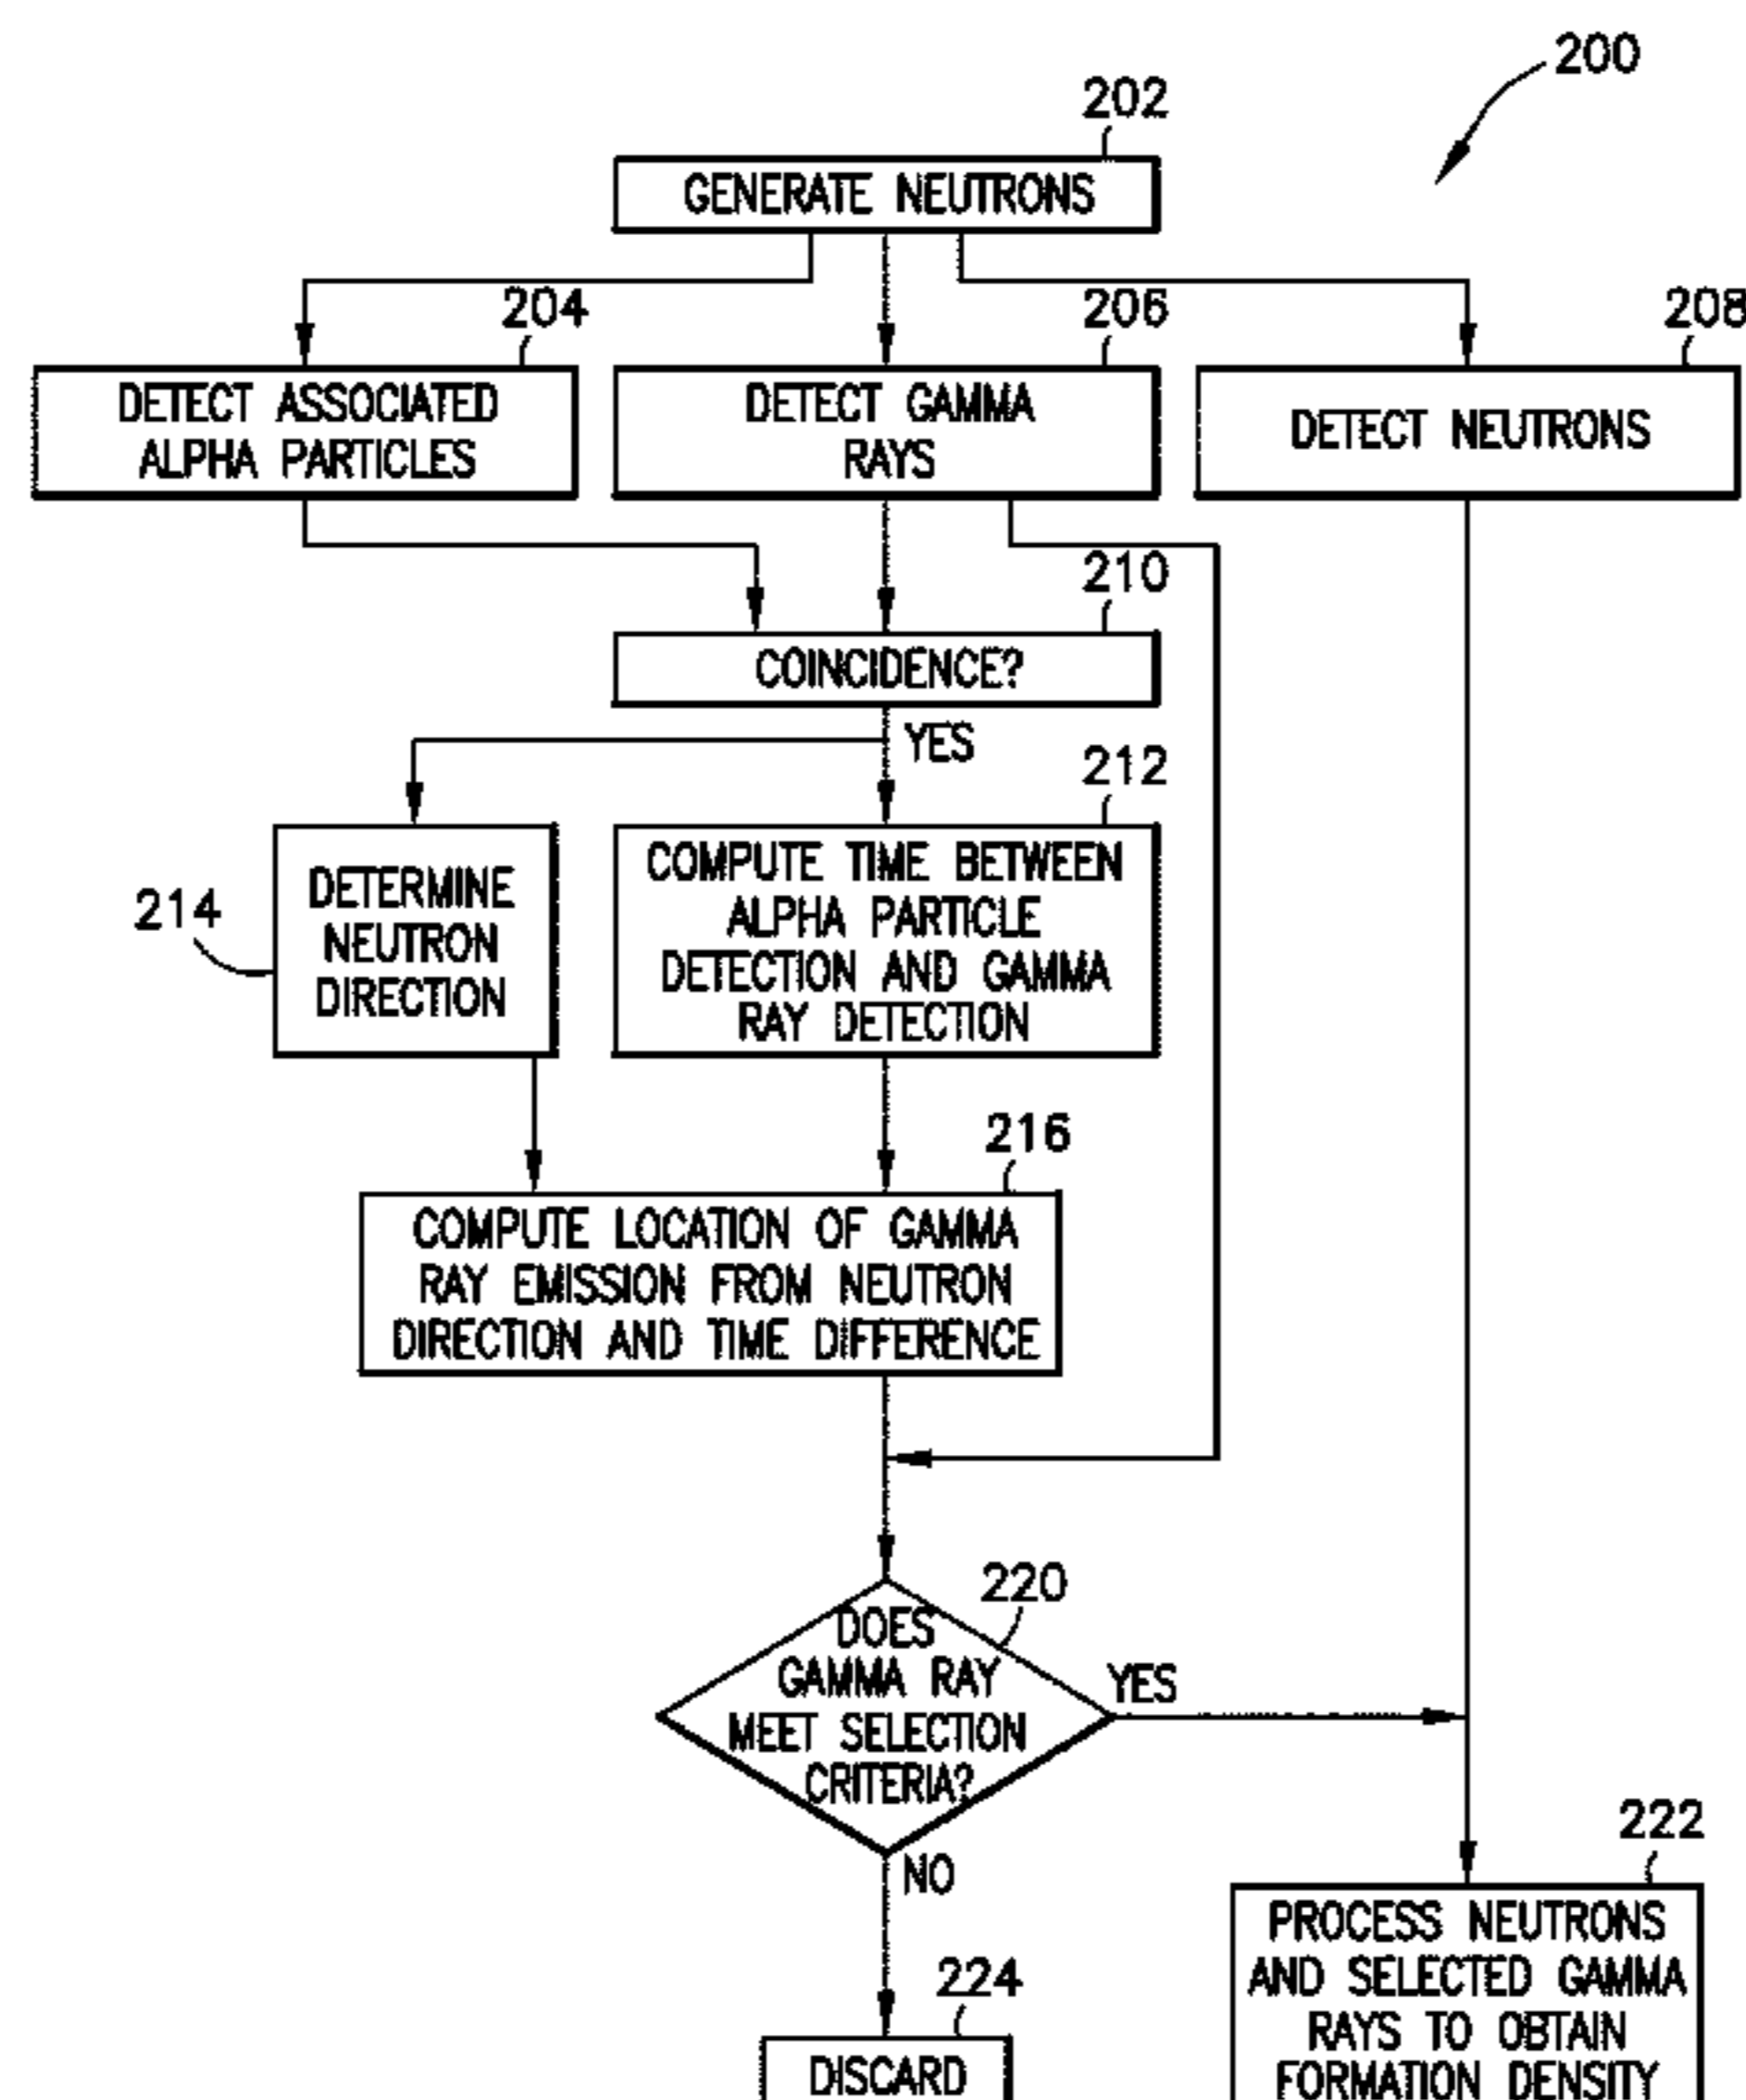 200
202
GENERATE NEUTRONS
204
206
208
DETECT ASSOCIATED
ALPHA PARTICLES
DETECT GAMMA
RAYS
DETECT NEUTRONS
210
COINCIDENCE?
YES
212
214
DETERMINE
NEUTRON
DIRECTION
COMPUTE TIME BETWEEN
ALPHA PARTICLE
DETECTION AND GAMMA
RAY DETECTION
216
COMPUTE LOCATION OF GAMMA
RAY EMISSION FROM NEUTRON
DIRECTION AND TIME DIFFERENCE
220
DOES
GAMMA RAY
MEET SELECTION
CRITERIA?
YES
NO
222
PROCESS NEUTRONS
AND SELECTED GAMMA
RAYS TO OBTAIN
FORMATION DENSITY
224
DISCARD